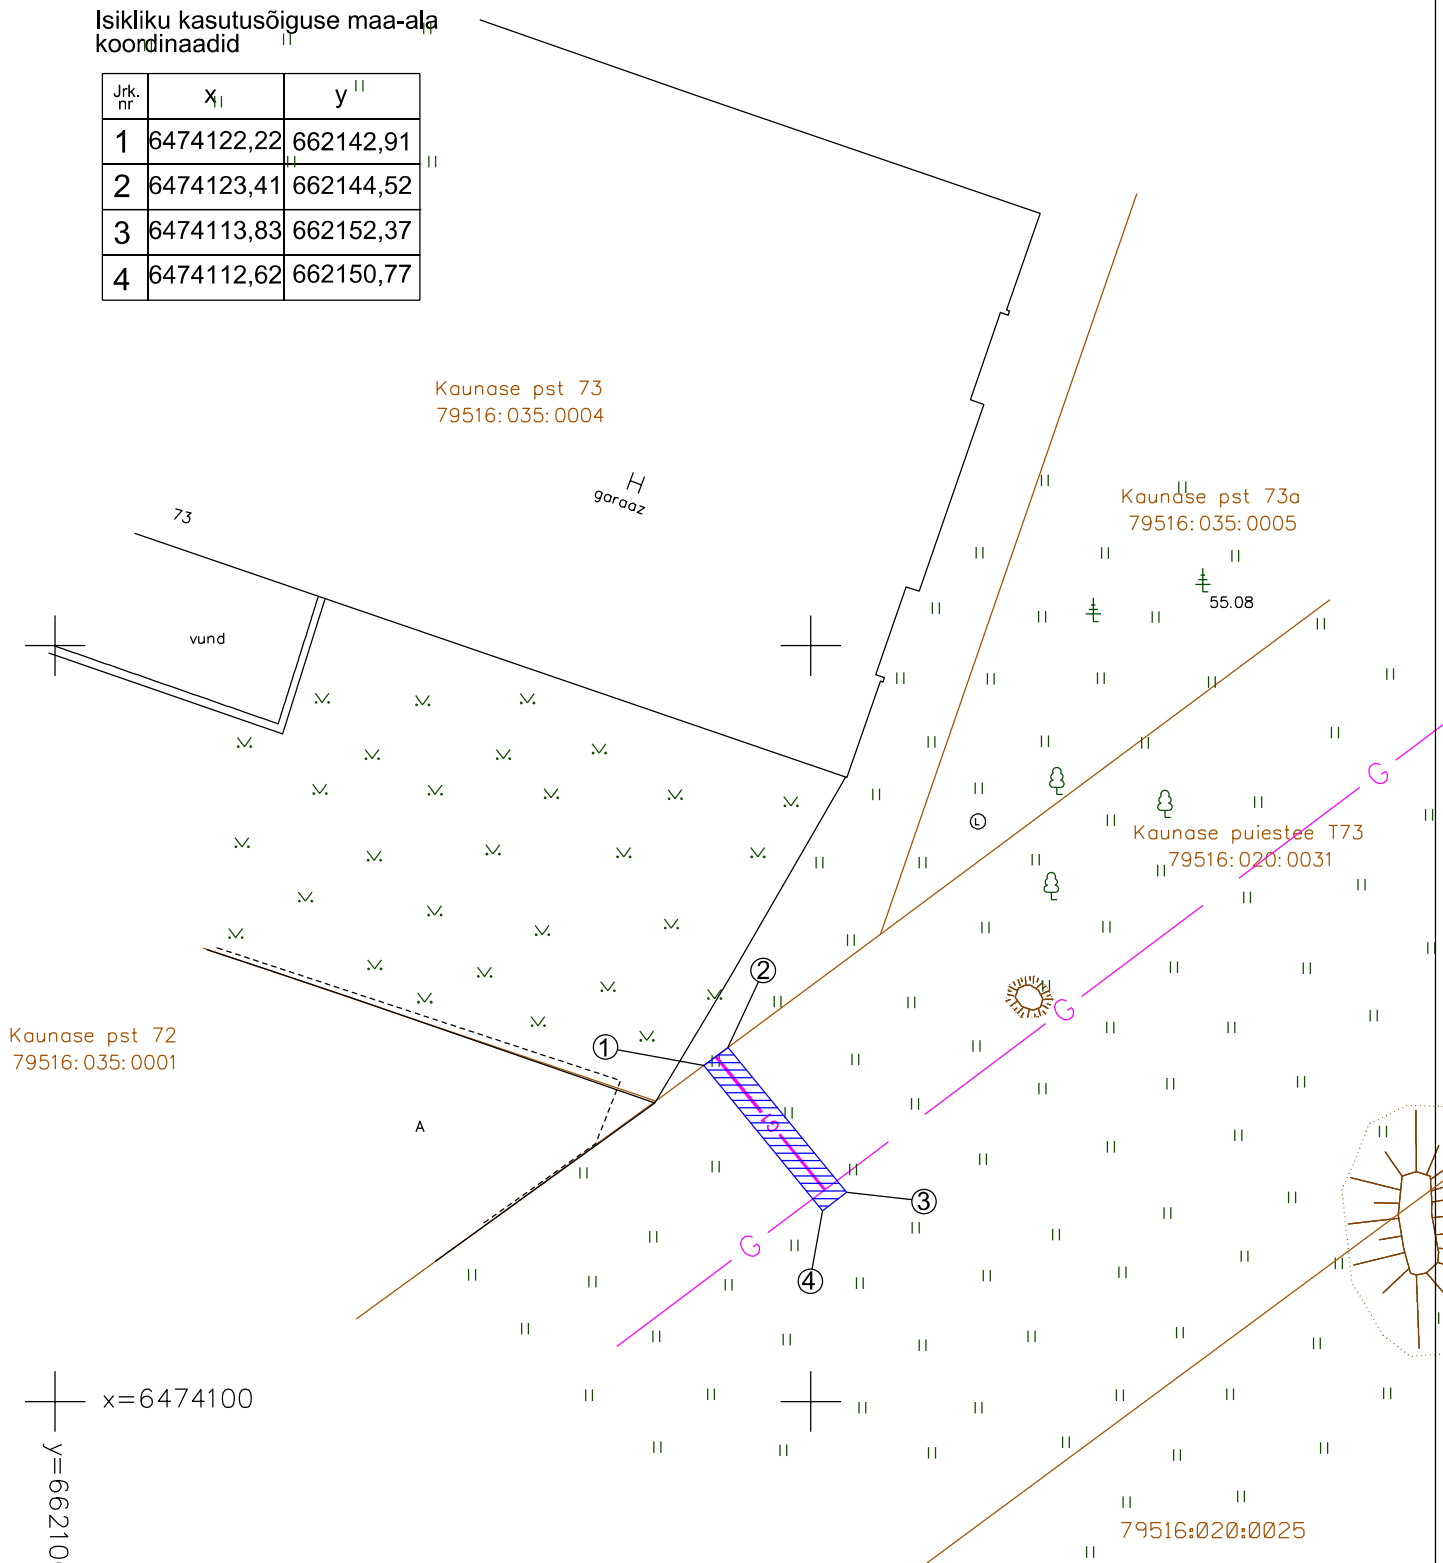 Isikliku kasutusõiguse maa-ala
koordinaadid
Jrk. nr x y
1 6474122,22 662142,91
2 6474123,41 662144,52
3 6474113,83 662152,37
4 6474112,62 662150,77
Kaunase pst 73
79516:035:0004
H
garaaz
73
vund
Kaunase pst 73a
79516:035:0005
55.08
G
L
Kaunase puiestee T73
79516:020:0031
G
2
1
Kaunase pst 72
79516:035:0001
A
G
3
G
4
x=6474100
y=66210
79516:020:0025